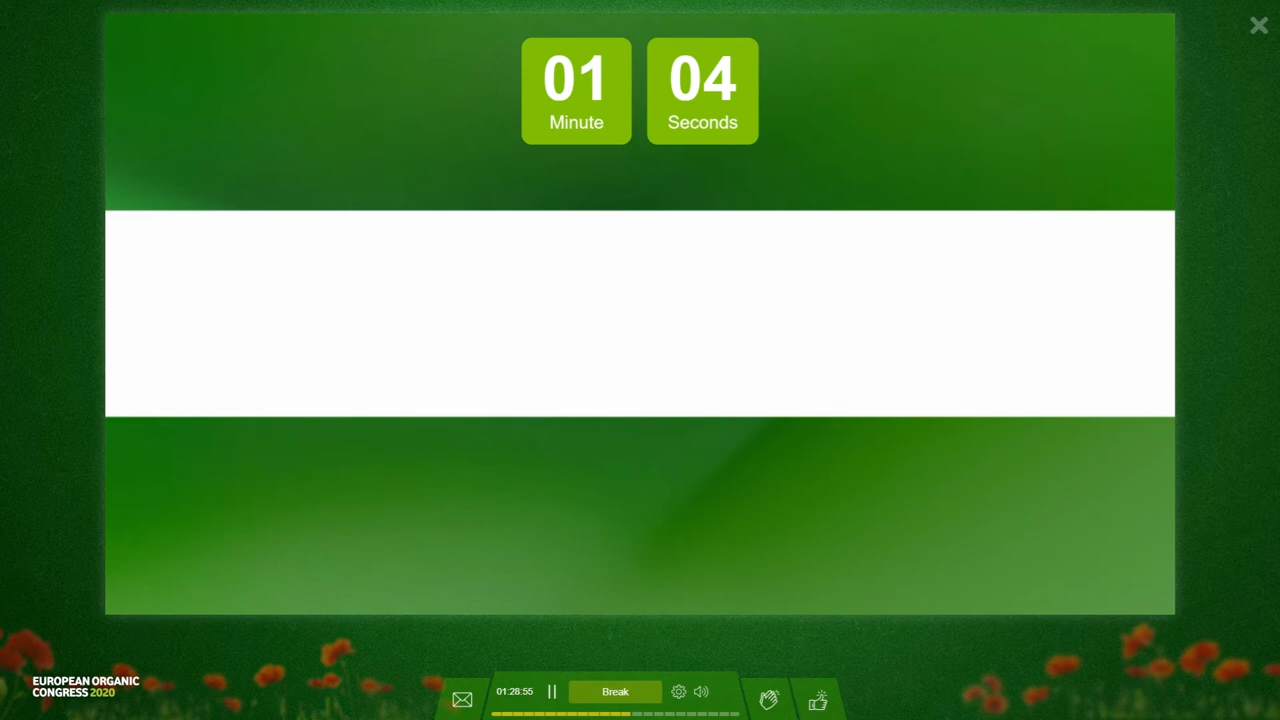 01 04
Minute Seconds
EUROPEAN ORGANIC
CONGRESS 2020
01:28:55 Break